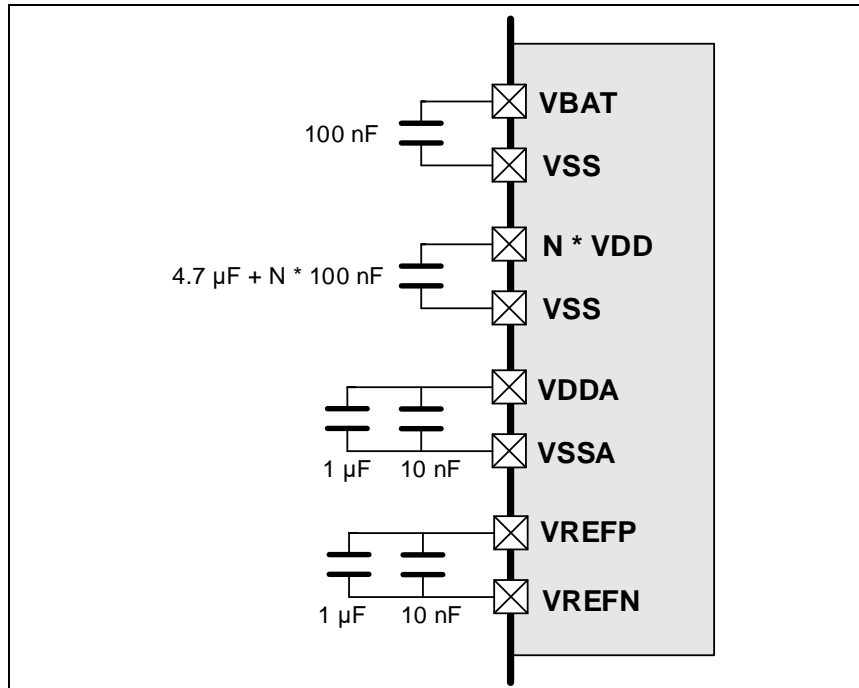 VBAT
100 nF
VSS
N * VDD
4.7 µF + N * 100 nF
VSS
VDDA
1 µF 10 nF
VSSA
VREFP
1 µF 10 nF
VREFN